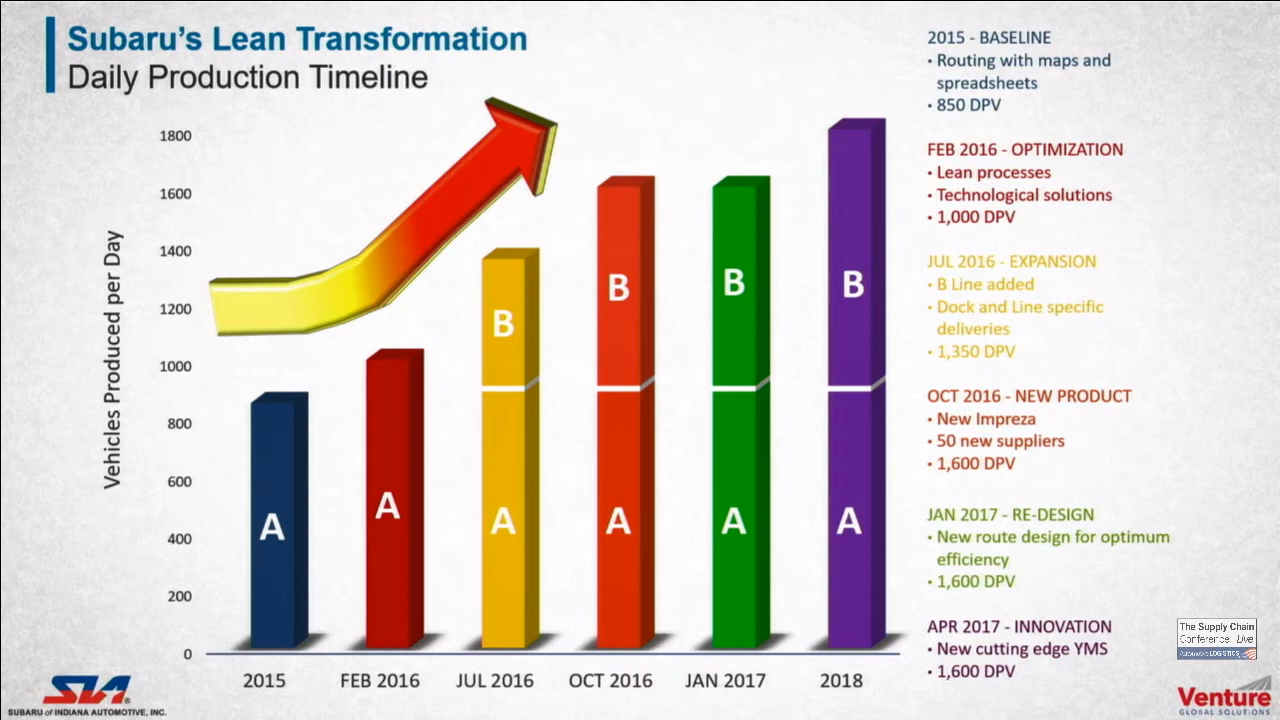 Subaru's Lean Transformation
Daily Production Timeline
Vehicles Produced per Day
1800
1600
1400
1200
1000
800
600
400
200
0
A
A
B
A
B
A
B
A
B
A
2015
FEB 2016
JUL 2016
OCT 2016
JAN 2017
2018
2015 - BASELINE
• Routing with maps and
spreadsheets
• 850 DPV
FEB 2016 - OPTIMIZATION
• Lean processes
• Technological solutions
• 1,000 DPV
JUL 2016 - EXPANSION
• B Line added
• Dock and Line specific
deliveries
• 1,350 DPV
OCT 2016 - NEW PRODUCT
• New Impreza
• 50 new suppliers
• 1,600 DPV
JAN 2017 - RE-DESIGN
• New route design for optimum
efficiency
• 1,600 DPV
APR 2017 - INNOVATION
• New cutting edge YMS
• 1,600 DPV
The Supply Chain
Conference Live
Automotive LOGISTICS
SIA®
SUBARU of INDIANA AUTOMOTIVE, INC.
Venture
GLOBAL SOLUTIONS